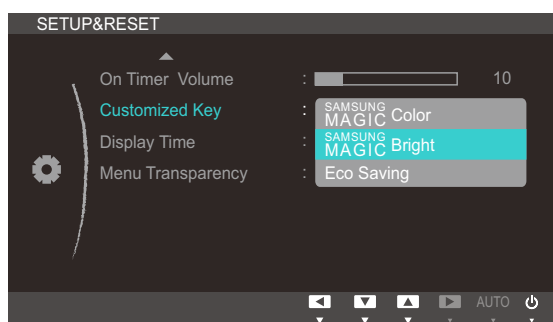 SETUP&RESET
On Timer Volume : 10
Customized Key : SAMSUNG MAGIC Color
Display Time : SAMSUNG MAGIC Bright
Menu Transparency : Eco Saving
AUTO